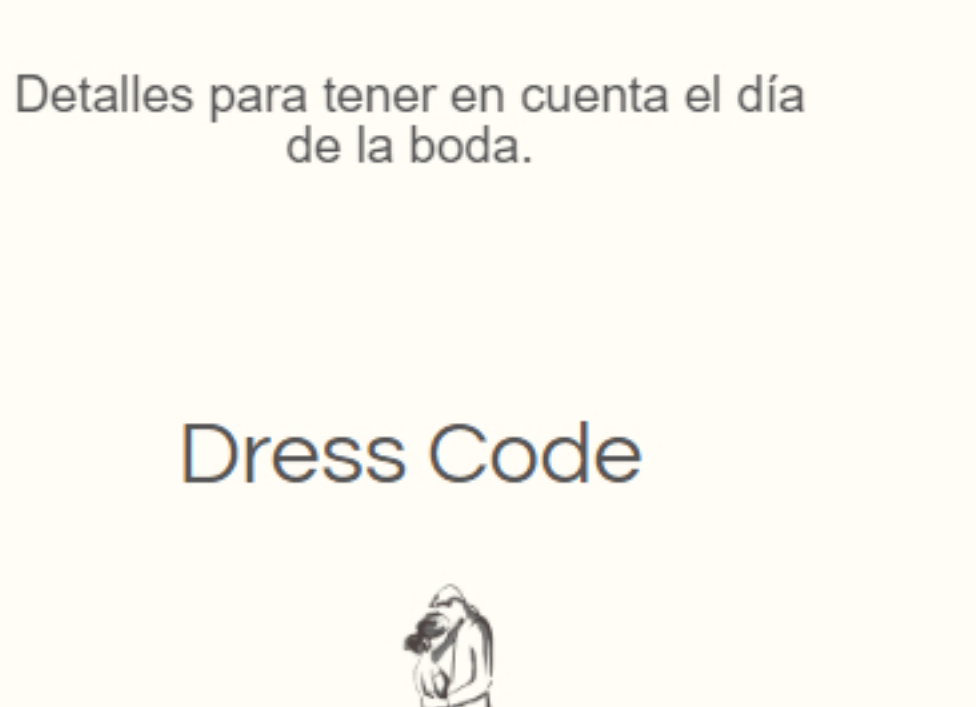 Detalles para tener en cuenta el día
de la boda.
Dress Code